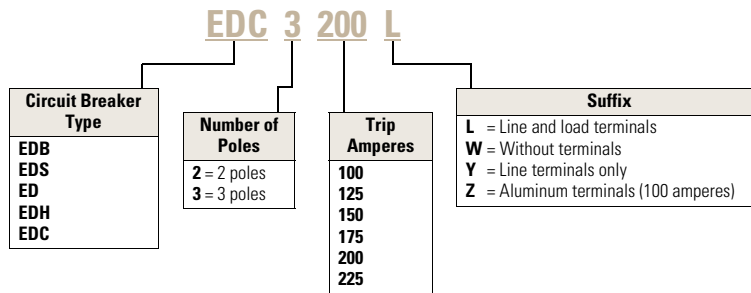 EDC 3 200 L
Circuit Breaker
Type
EDB
EDS
ED
EDH
EDC
Number of
Poles
2 = 2 poles
3 = 3 poles
Trip
Amperes
100
125
150
175
200
225
Suffix
L = Line and load terminals
W = Without terminals
Y = Line terminals only
Z = Aluminum terminals (100 amperes)